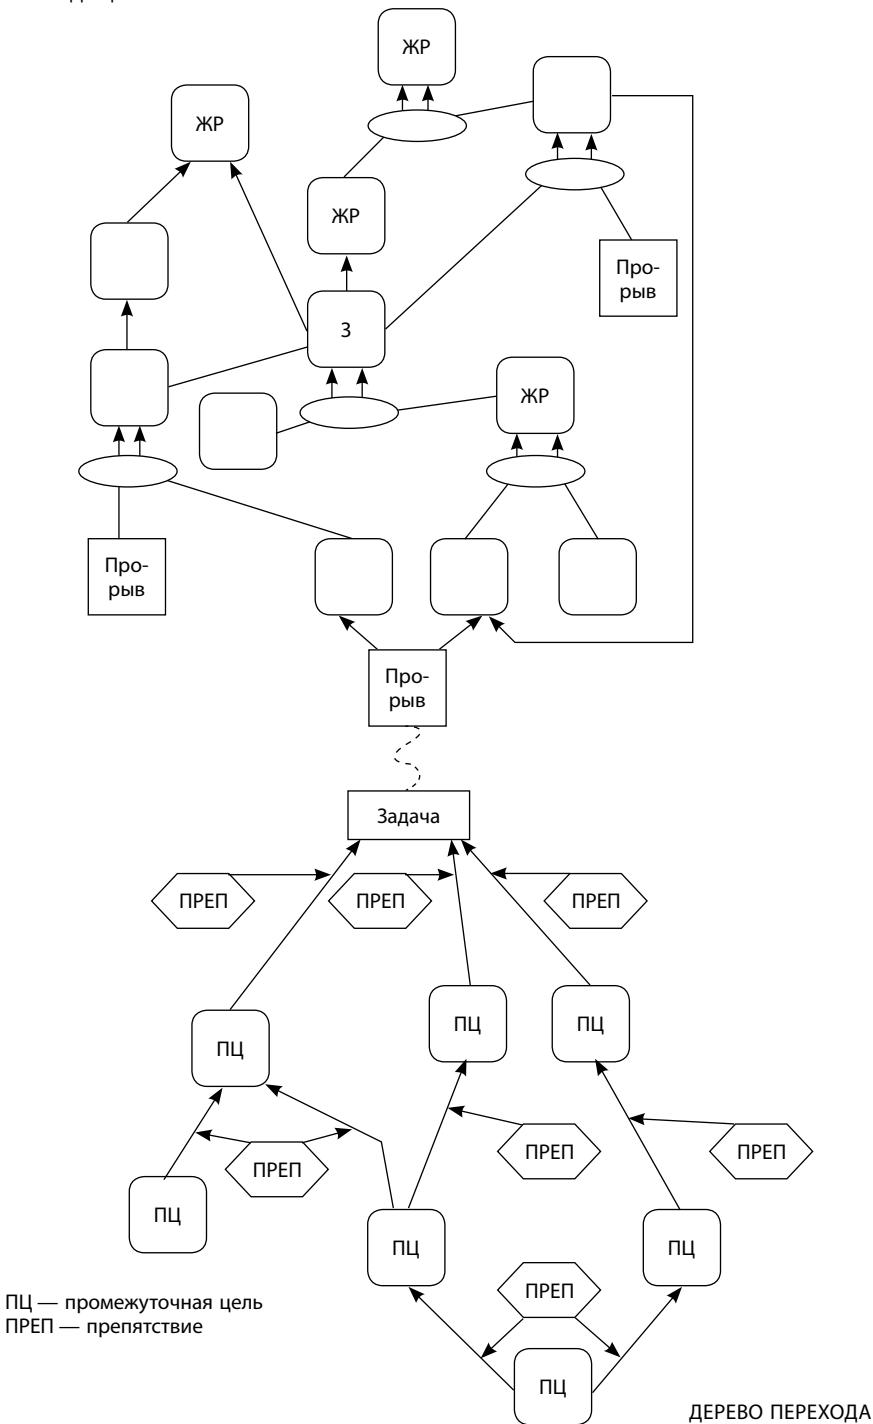 ЖР
ЖР
ЖР
Про-
рыв
З
ЖР
Про-
рыв
Про-
рыв
Задача
ПРЕП
ПРЕП
ПРЕП
ПЦ
ПЦ
ПЦ
ПРЕП
ПРЕП
ПРЕП
ПЦ
ПЦ
ПЦ
ПРЕП
ПЦ — промежуточная цель
ПРЕП — препятствие
ПЦ
ДЕРЕВО ПЕРЕХОДА